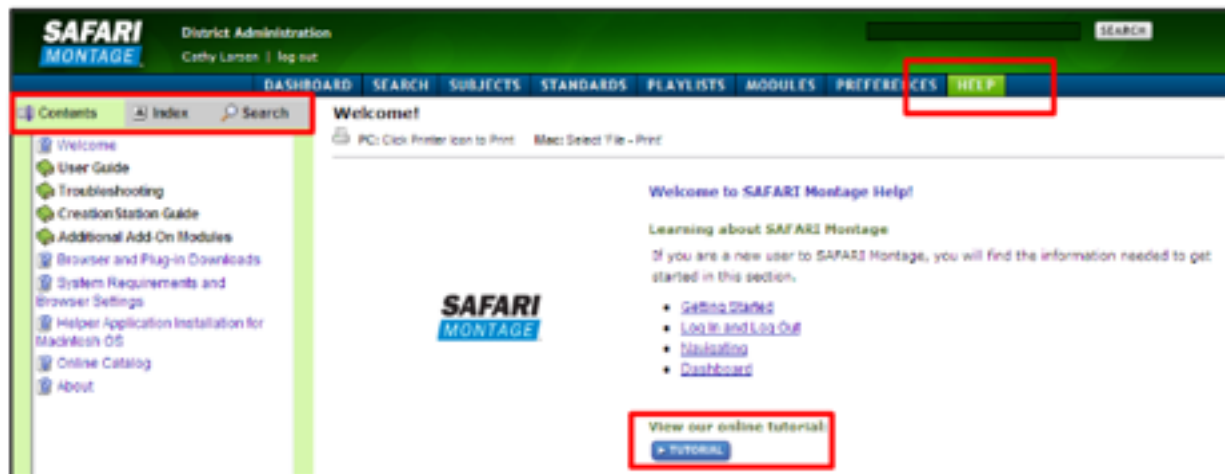 SAFARI
MONTAGE
District Administration
Cathy Larsen | log out
SEARCH
DASHBOARD SEARCH SUBJECTS STANDARDS PLAYLISTS MODULES PREFERENCES HELP
Contents Index Search
Welcome
User Guide
Troubleshooting
Creation Station Guide
Additional Add-On Modules
Browser and Plug-in Downloads
System Requirements and
Browser Settings
Helper Application Installation for
Macintosh OS
Online Catalog
About
Welcome!
PC: Click Printer Icon to Print Mac: Select 'File - Print'
SAFARI
MONTAGE
Welcome to SAFARI Montage Help!
Learning about SAFARI Montage
If you are a new user to SAFARI Montage, you will find the information needed to get
started in this section.
• Getting Started
• Log In and Log Out
• Navigating
• Dashboard
View our online tutorial:
TUTORIAL